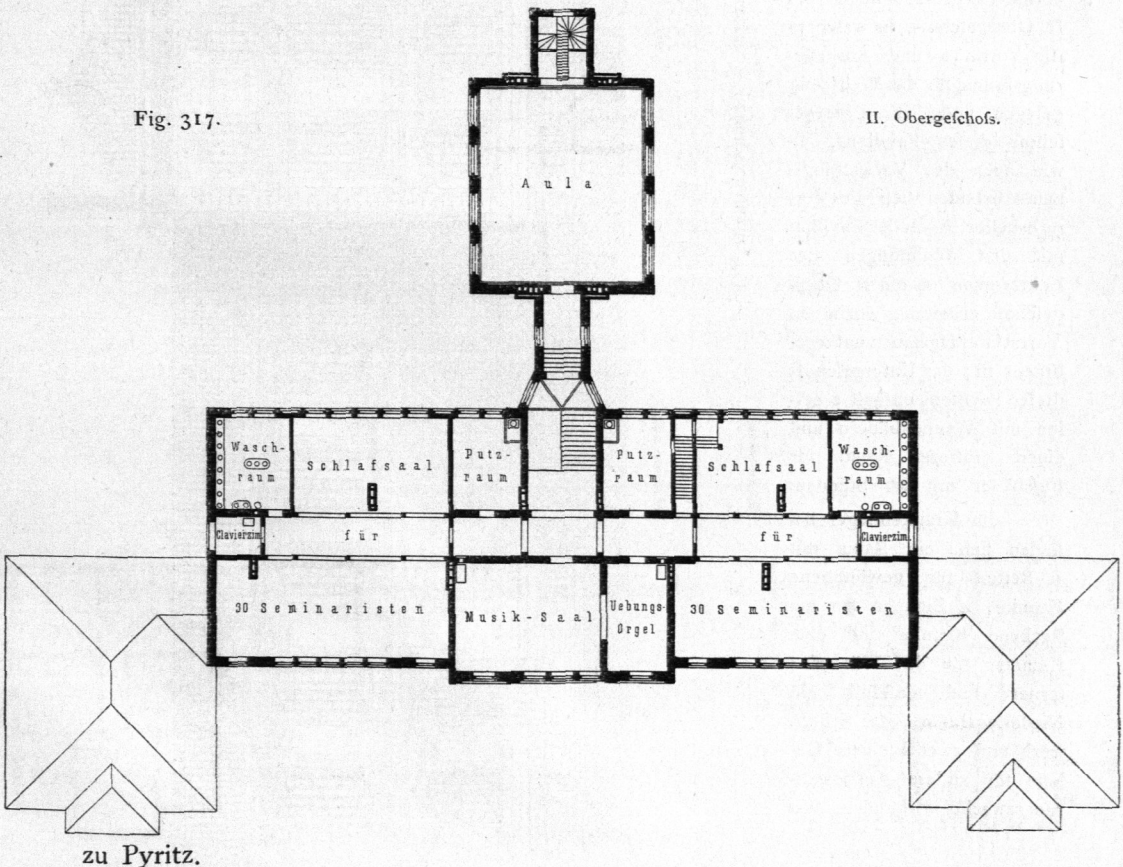 Fig. 317.
II. Obergeſchoſs.
Aula
Waſch-
raum
Schlafſaal
Putz-
raum
Putz-
raum
Schlafſaal
Waſch-
raum
Clavierzim.
für
für
Clavierzim.
30 Seminariſten
Muſik-Saal
Uebungs-
Orgel
30 Seminariſten
zu Pyritz.